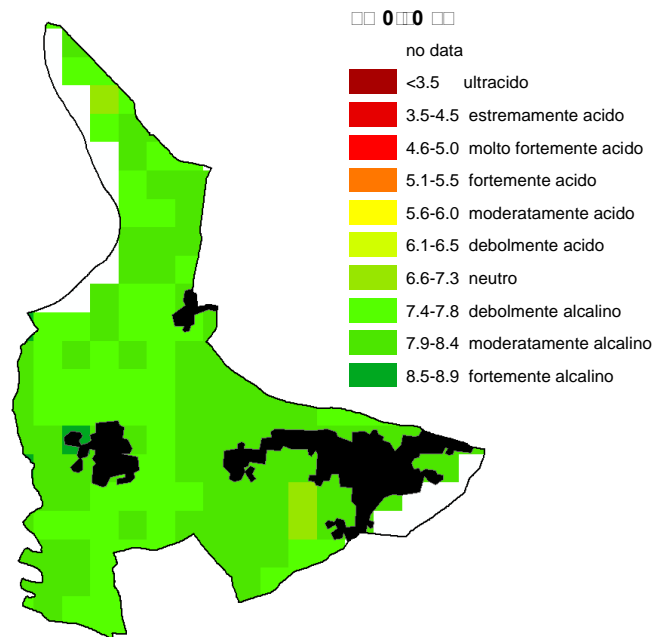 0 0
no data
<3.5 ultracido
3.5-4.5 estremamente acido
4.6-5.0 molto fortemente acido
5.1-5.5 fortemente acido
5.6-6.0 moderatamente acido
6.1-6.5 debolmente acido
6.6-7.3 neutro
7.4-7.8 debolmente alcalino
7.9-8.4 moderatamente alcalino
8.5-8.9 fortemente alcalino